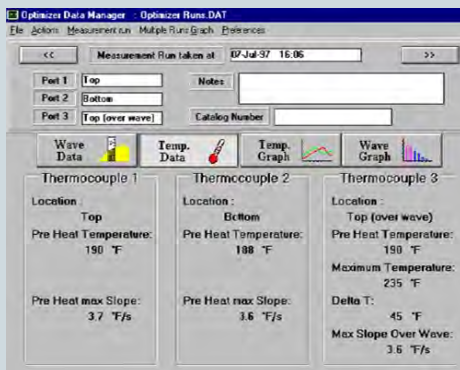 Optimizer Data Manager : Optimizer Runs.DAT
File Actions Measurement run Multiple Runs Graph Preferences
<< Measurement Run taken at 07-Jul-97 16:06 >>
Port 1 Top Notes
Port 2 Bottom
Port 3 Top (over wave) Catalog Number
Wave Data Temp. Data Temp. Graph Wave Graph
Thermocouple 1 Thermocouple 2 Thermocouple 3
Location : Location : Location :
Top Bottom Top (over wave)
Pre Heat Temperature: Pre Heat Temperature: Pre Heat Temperature:
190 °F 188 °F 190 °F
Maximum Temperature:
235 °F
Pre Heat max Slope: Pre Heat max Slope: Delta T:
3.7 °F/s 3.6 °F/s 45 °F
Max Slope Over Wave:
3.6 °F/s